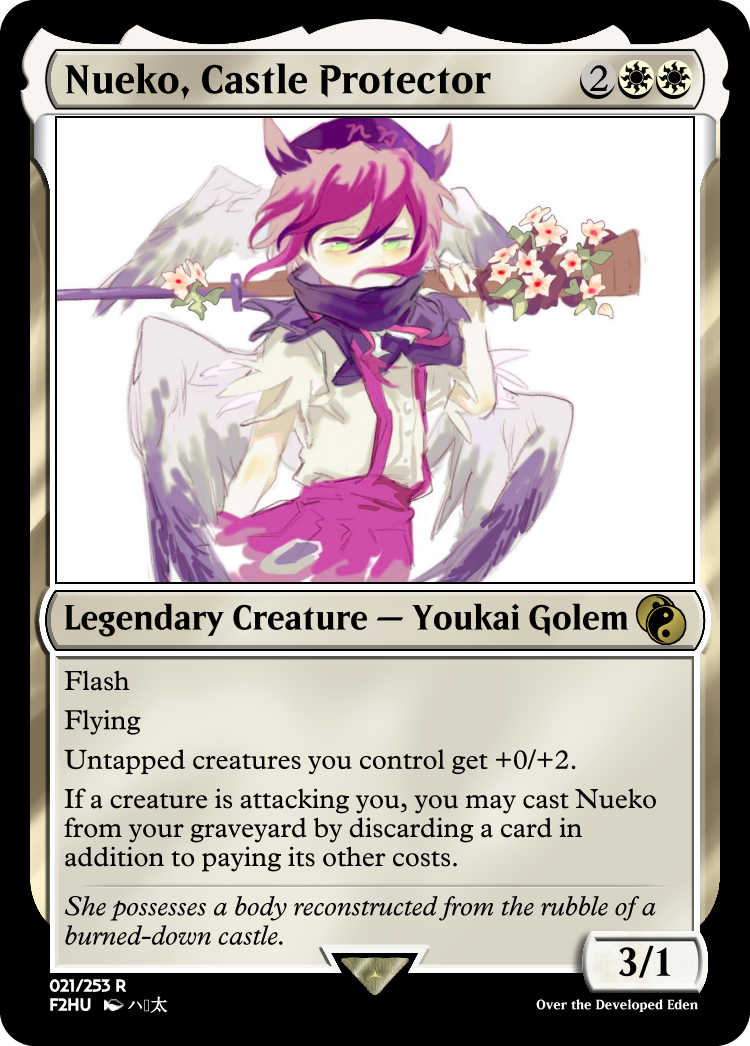 Nueko, Castle Protector 2
Legendary Creature — Youkai Golem
Flash
Flying
Untapped creatures you control get +0/+2.
If a creature is attacking you, you may cast Nueko
from your graveyard by discarding a card in
addition to paying its other costs.
She possesses a body reconstructed from the rubble of a
burned-down castle.
3/1
021/253 R
F2HU ハ▯太
Over the Developed Eden